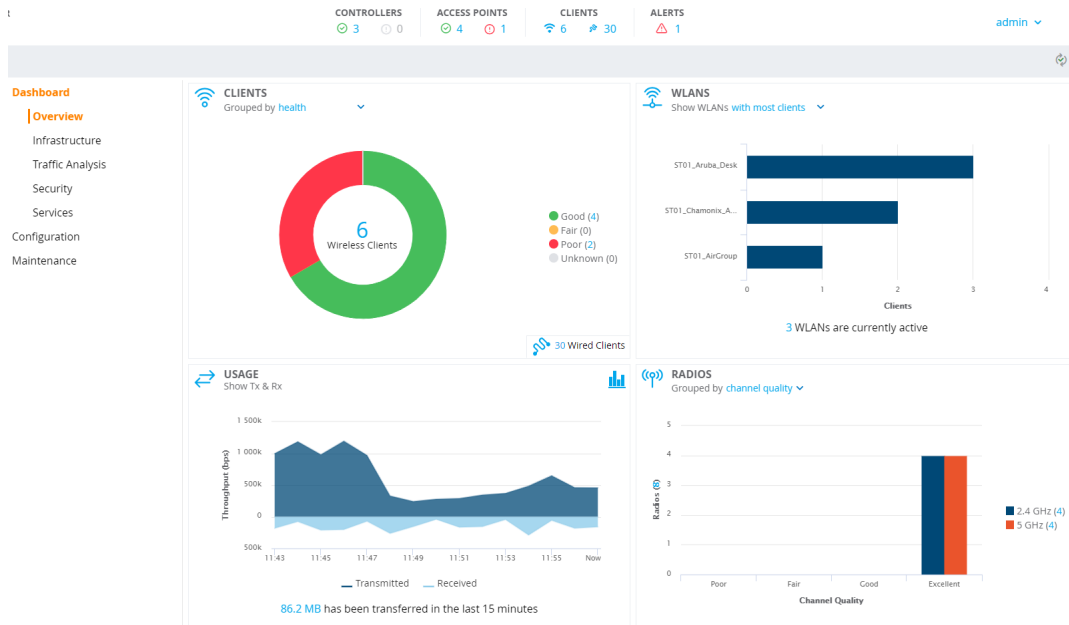 CONTROLLERS
3 0
ACCESS POINTS
4 1
CLIENTS
6 30
ALERTS
1
admin
Dashboard
Overview
Infrastructure
Traffic Analysis
Security
Services
Configuration
Maintenance
CLIENTS
Grouped by health
6
Wireless Clients
Good (4)
Fair (0)
Poor (2)
Unknown (0)
30 Wired Clients
WLANS
Show WLANs with most clients
ST01_Aruba_Desk
ST01_Chamonix_A...
ST01_AirGroup
0 1 2 3 4
Clients
3 WLANs are currently active
USAGE
Show Tx & Rx
Throughput (bps)
1 500k
1 000k
500k
0
500k
11:43 11:45 11:47 11:49 11:51 11:53 11:55 Now
Transmitted Received
86.2 MB has been transferred in the last 15 minutes
RADIOS
Grouped by channel quality
Radios (8)
5
4
3
2
1
0
Poor Fair Good Excellent
Channel Quality
2.4 GHz (4)
5 GHz (4)